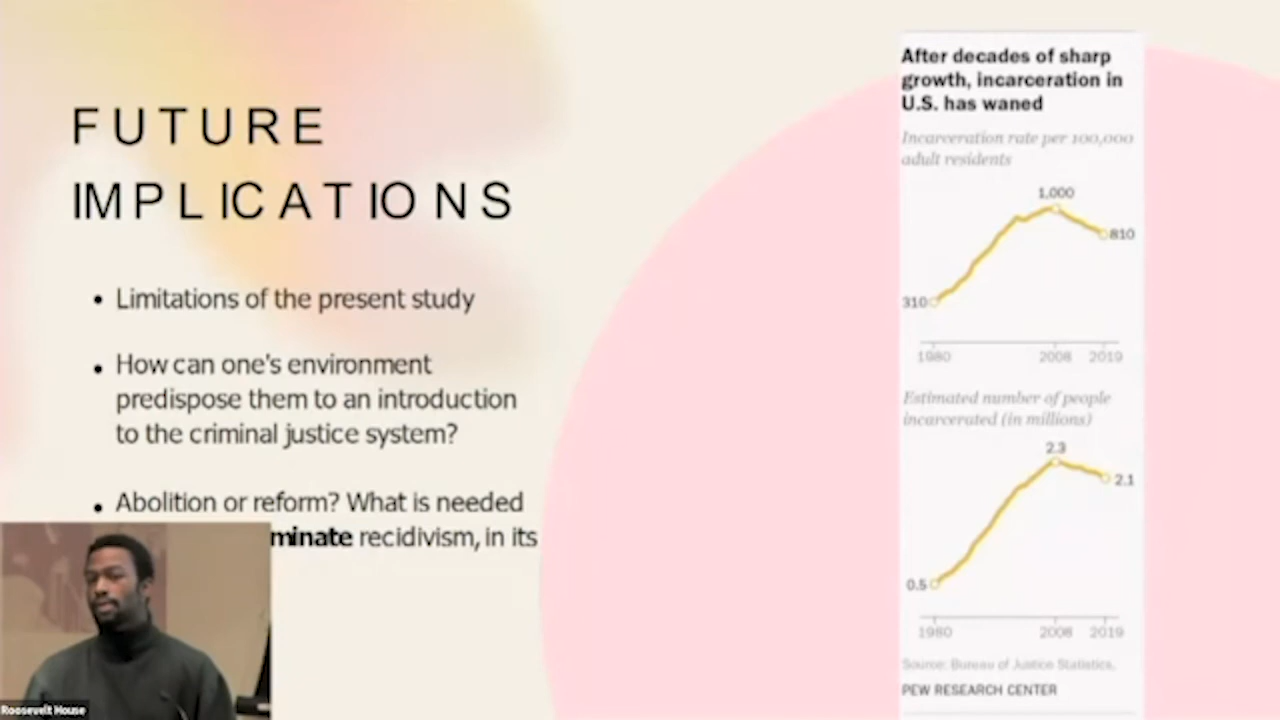 FUTURE
IMPLICATIONS
• Limitations of the present study
• How can one's environment
predispose them to an introduction
to the criminal justice system?
• Abolition or reform? What is needed
minate recidivism, in its
Roosevelt House
After decades of sharp
growth, incarceration in
U.S. has waned
Incarceration rate per 100,000
adult residents
1,000
810
310
1980 2008 2019
Estimated number of people
incarcerated (in millions)
2.3
2.1
0.5
1980 2008 2019
Source: Bureau of Justice Statistics.
PEW RESEARCH CENTER